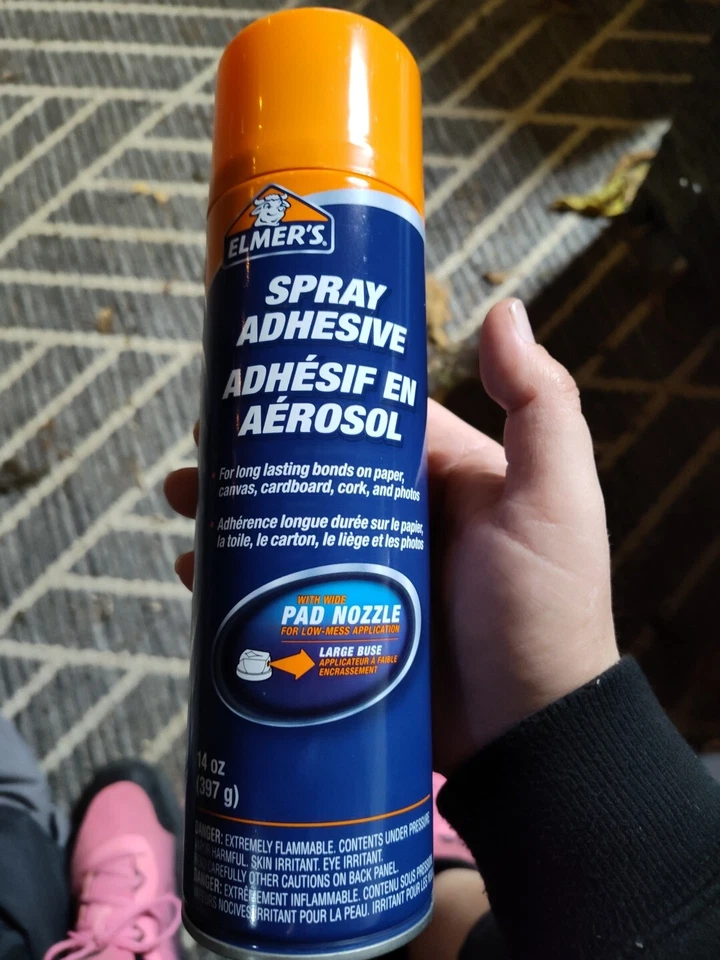 ELMER'S
SPRAY
ADHESIVE
ADHÉSIF EN
AÉROSOL
For long lasting bonds on paper,
canvas, cardboard, cork, and photos
Adhérence longue durée sur le papier,
la toile, le carton, le liège et les photos
WITH WIDE
PAD NOZZLE
FOR LOW-MESS APPLICATION
LARGE BUSE
APPLICATEUR À FAIBLE
ENCRASSEMENT
14 oz
(397 g)
DANGER: EXTREMELY FLAMMABLE. CONTENTS UNDER PRESSURE.
HARMFUL. SKIN IRRITANT. EYE IRRITANT.
CAREFULLY OTHER CAUTIONS ON BACK PANEL.
DANGER: EXTRÊMEMENT INFLAMMABLE. CONTENU SOUS PRESSION
NOCIVES IRRITANT POUR LA PEAU. IRRITANT POUR LES